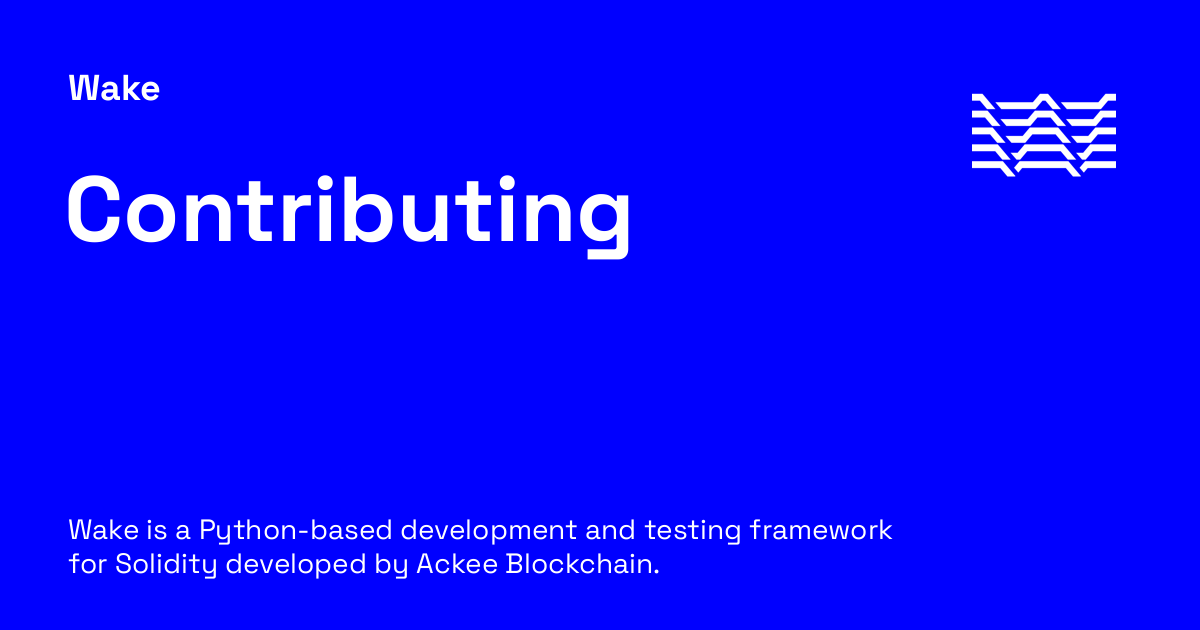 Wake
Contributing
Wake is a Python-based development and testing framework
for Solidity developed by Ackee Blockchain.